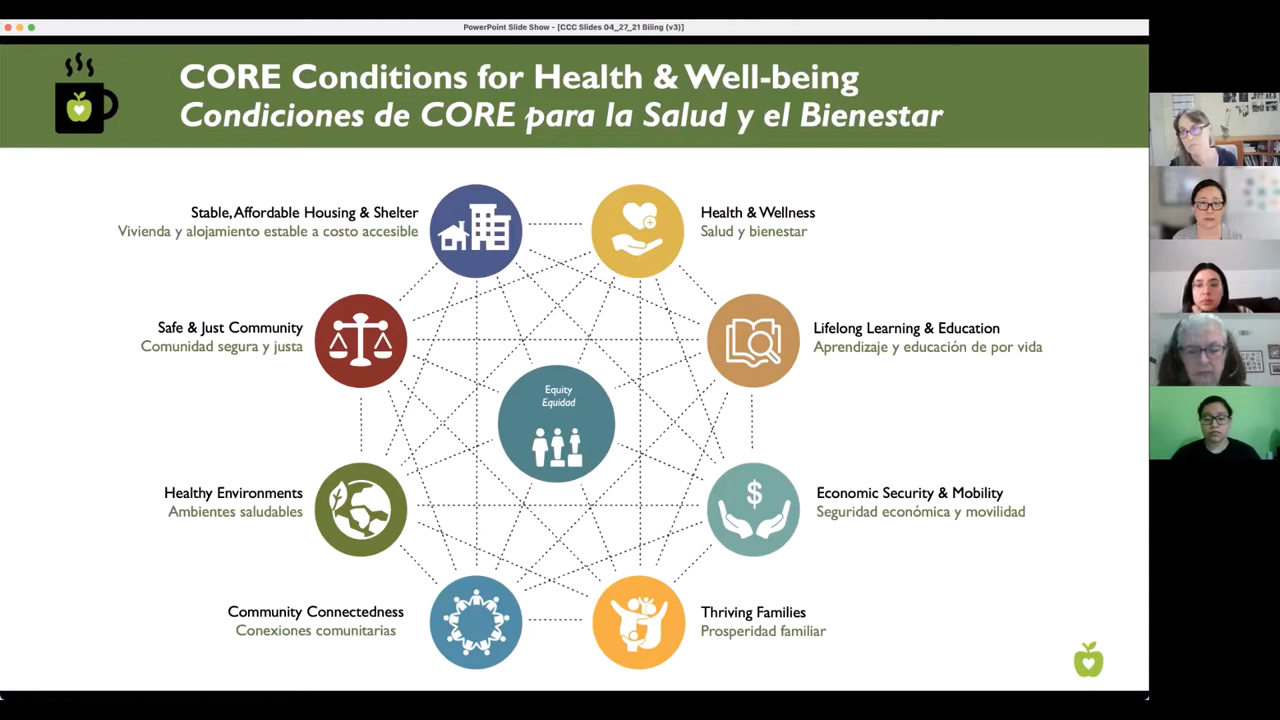 PowerPoint Slide Show - [CCC Slides 04_27_21 Biling (v3)]
CORE Conditions for Health & Well-being
Condiciones de CORE para la Salud y el Bienestar
Stable, Affordable Housing & Shelter
Vivienda y alojamiento estable a costo accesible
Health & Wellness
Salud y bienestar
Safe & Just Community
Comunidad segura y justa
Lifelong Learning & Education
Aprendizaje y educación de por vida
Equity
Equidad
Healthy Environments
Ambientes saludables
$
Economic Security & Mobility
Seguridad económica y movilidad
Community Connectedness
Conexiones comunitarias
Thriving Families
Prosperidad familiar